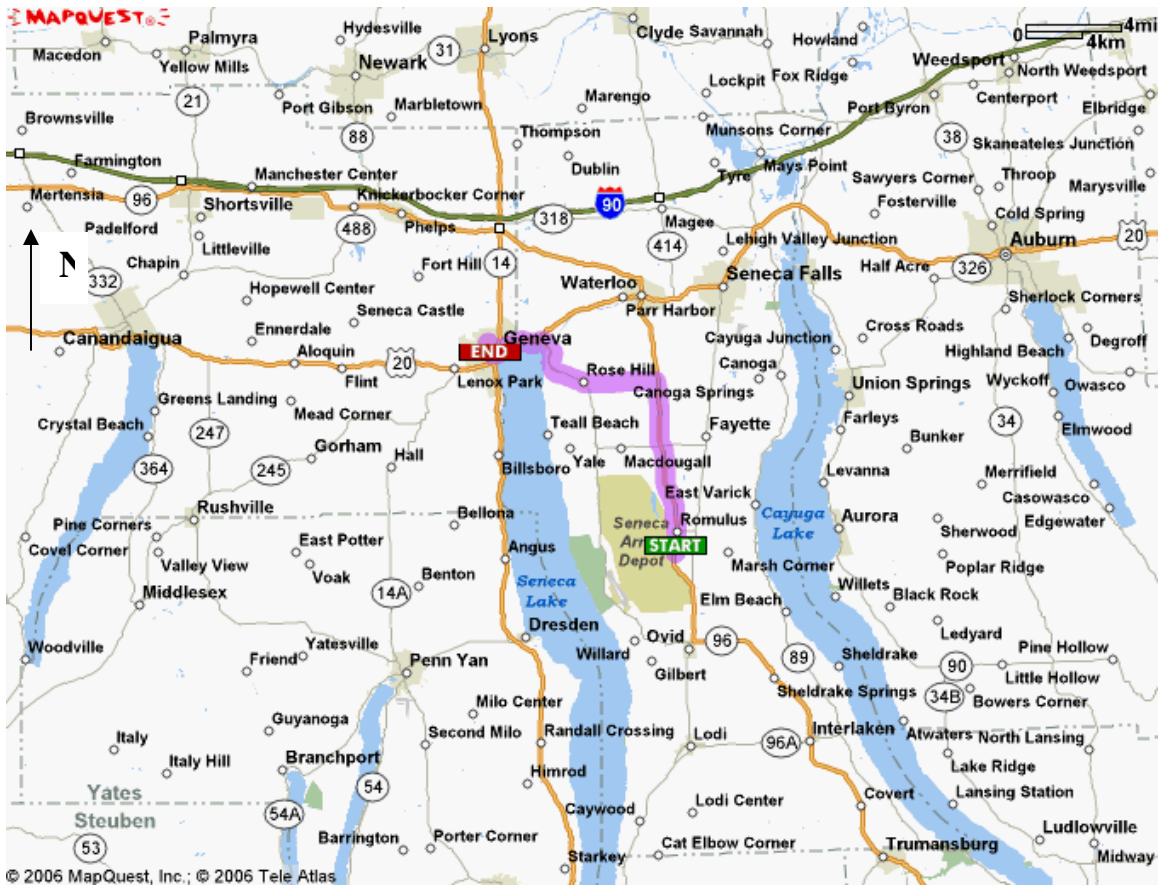 MAPQUEST
4mi
0
4km
Hydesville
Clyde
Savannah
Howland
Lyons
Palmyra
31
Macedon
Yellow Mills
Newark
Weedsport
North Weedsport
Lockpit
Fox Ridge
Centerport
21
Port Gibson
Marbletown
Marengo
Port Byron
Elbridge
Brownsville
88
Thompson
Munsons Corner
38
Skaneateles Junction
Farmington
Dublin
Mays Point
Manchester Center
Tyre
Sawyers Corner
Throop
Marysville
Mertensia
96
Knickerbocker Corner
90
Shortsville
318
Magee
Fosterville
Cold Spring
Padelford
488
Phelps
414
Lehigh Valley Junction
Auburn
20
Littleville
N
Chapin
Fort Hill
14
Waterloo
Seneca Falls
Half Acre
326
332
Hopewell Center
Parr Harbor
Sherlock Corners
Seneca Castle
Canandaigua
Ennerdale
Geneva
Cayuga Junction
Cross Roads
Degroff
END
Highland Beach
Aloquin
20
Rose Hill
Canoga
Flint
Lenox Park
Union Springs
Wyckoff
Owasco
Canoga Springs
Greens Landing
Mead Corner
Farleys
Crystal Beach
247
Teall Beach
Fayette
34
Elmwood
Gorham
Bunker
364
245
Hall
Billsboro
Yale
Macdougall
Levanna
Merrifield
East Varick
Casowasco
Rushville
Bellona
Cayuga
Lake
Aurora
Edgewater
Pine Corners
Seneca
Army
Depot
Romulus
Sherwood
Covel Corner
East Potter
START
Valley View
Angus
Marsh Corner
Poplar Ridge
Voak
Benton
Seneca
Lake
Willets
Middlesex
14A
Elm Beach
Black Rock
Dresden
Ledyard
Woodville
Yatesville
Ovid
96
Pine Hollow
Willard
89
Sheldrake
90
Friend
Penn Yan
Gilbert
Little Hollow
Sheldrake Springs
34B
Bowers Corner
Milo Center
Guyanoga
Second Milo
Randall Crossing
Interlaken
Italy
Lodi
96A
Atwaters
North Lansing
Branchport
Italy Hill
Himrod
Lake Ridge
54
Yates
Steuben
Caywood
Lodi Center
Covert
Lansing Station
54A
Barrington
Porter Corner
Ludlowville
53
Cat Elbow Corner
Trumansburg
Midway
Starkey
© 2006 MapQuest, Inc.; © 2006 Tele Atlas